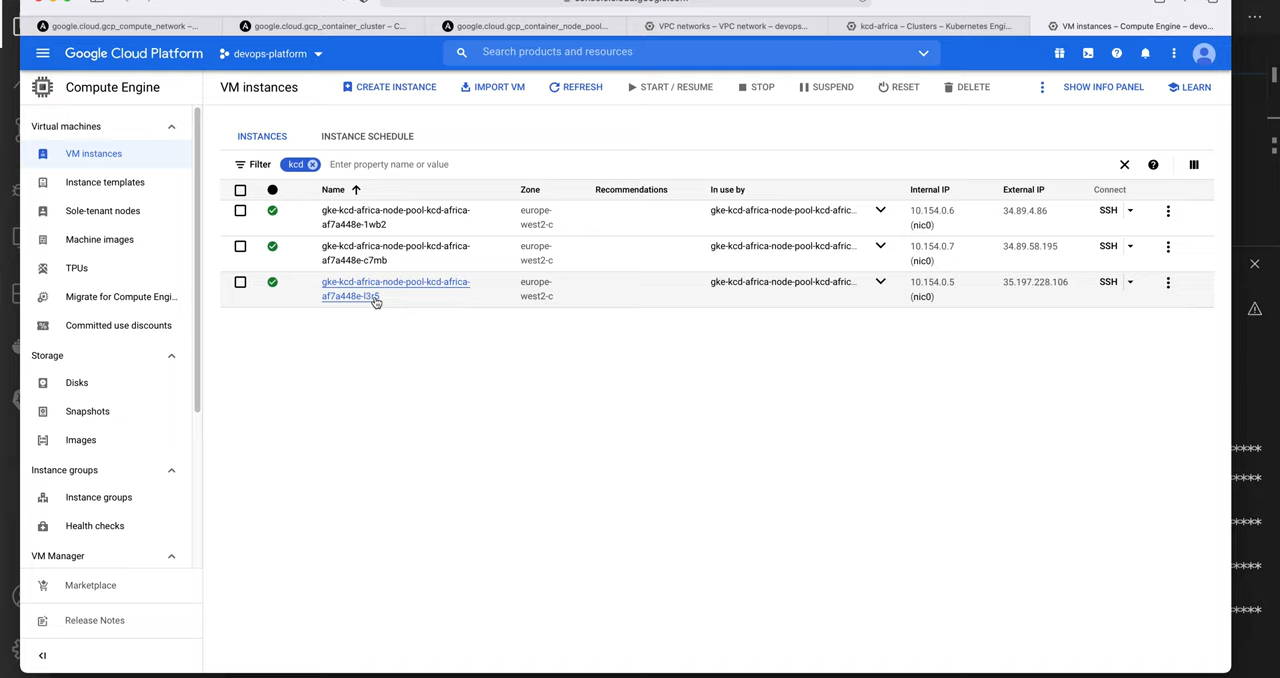 google.cloud.gcp_compute_network –...
google.cloud.gcp_container_cluster – C...
google.cloud.gcp_container_node_pool...
VPC networks – VPC network – devops...
kcd-africa – Clusters – Kubernetes Engi...
VM instances – Compute Engine – devo...
Google Cloud Platform
devops-platform
Search products and resources
Compute Engine
VM instances
CREATE INSTANCE
IMPORT VM
REFRESH
START / RESUME
STOP
SUSPEND
RESET
DELETE
SHOW INFO PANEL
LEARN
Virtual machines
VM instances
Instance templates
Sole-tenant nodes
Machine images
TPUs
Migrate for Compute Engi...
Committed use discounts
Storage
Disks
Snapshots
Images
Instance groups
Instance groups
Health checks
VM Manager
Marketplace
Release Notes
INSTANCES
INSTANCE SCHEDULE
Filter
kcd
Enter property name or value
Name
Zone
Recommendations
In use by
Internal IP
External IP
Connect
gke-kcd-africa-node-pool-kcd-africa-
af7a448e-1wb2
europe-
west2-c
gke-kcd-africa-node-pool-kcd-afric...
10.154.0.6
(nic0)
34.89.4.86
SSH
gke-kcd-africa-node-pool-kcd-africa-
af7a448e-c7mb
europe-
west2-c
gke-kcd-africa-node-pool-kcd-afric...
10.154.0.7
(nic0)
34.89.58.195
SSH
gke-kcd-africa-node-pool-kcd-africa-
europe-
west2-c
gke-kcd-africa-node-pool-kcd-afric...
10.154.0.5
(nic0)
35.197.228.106
SSH
****
****
****
****
****